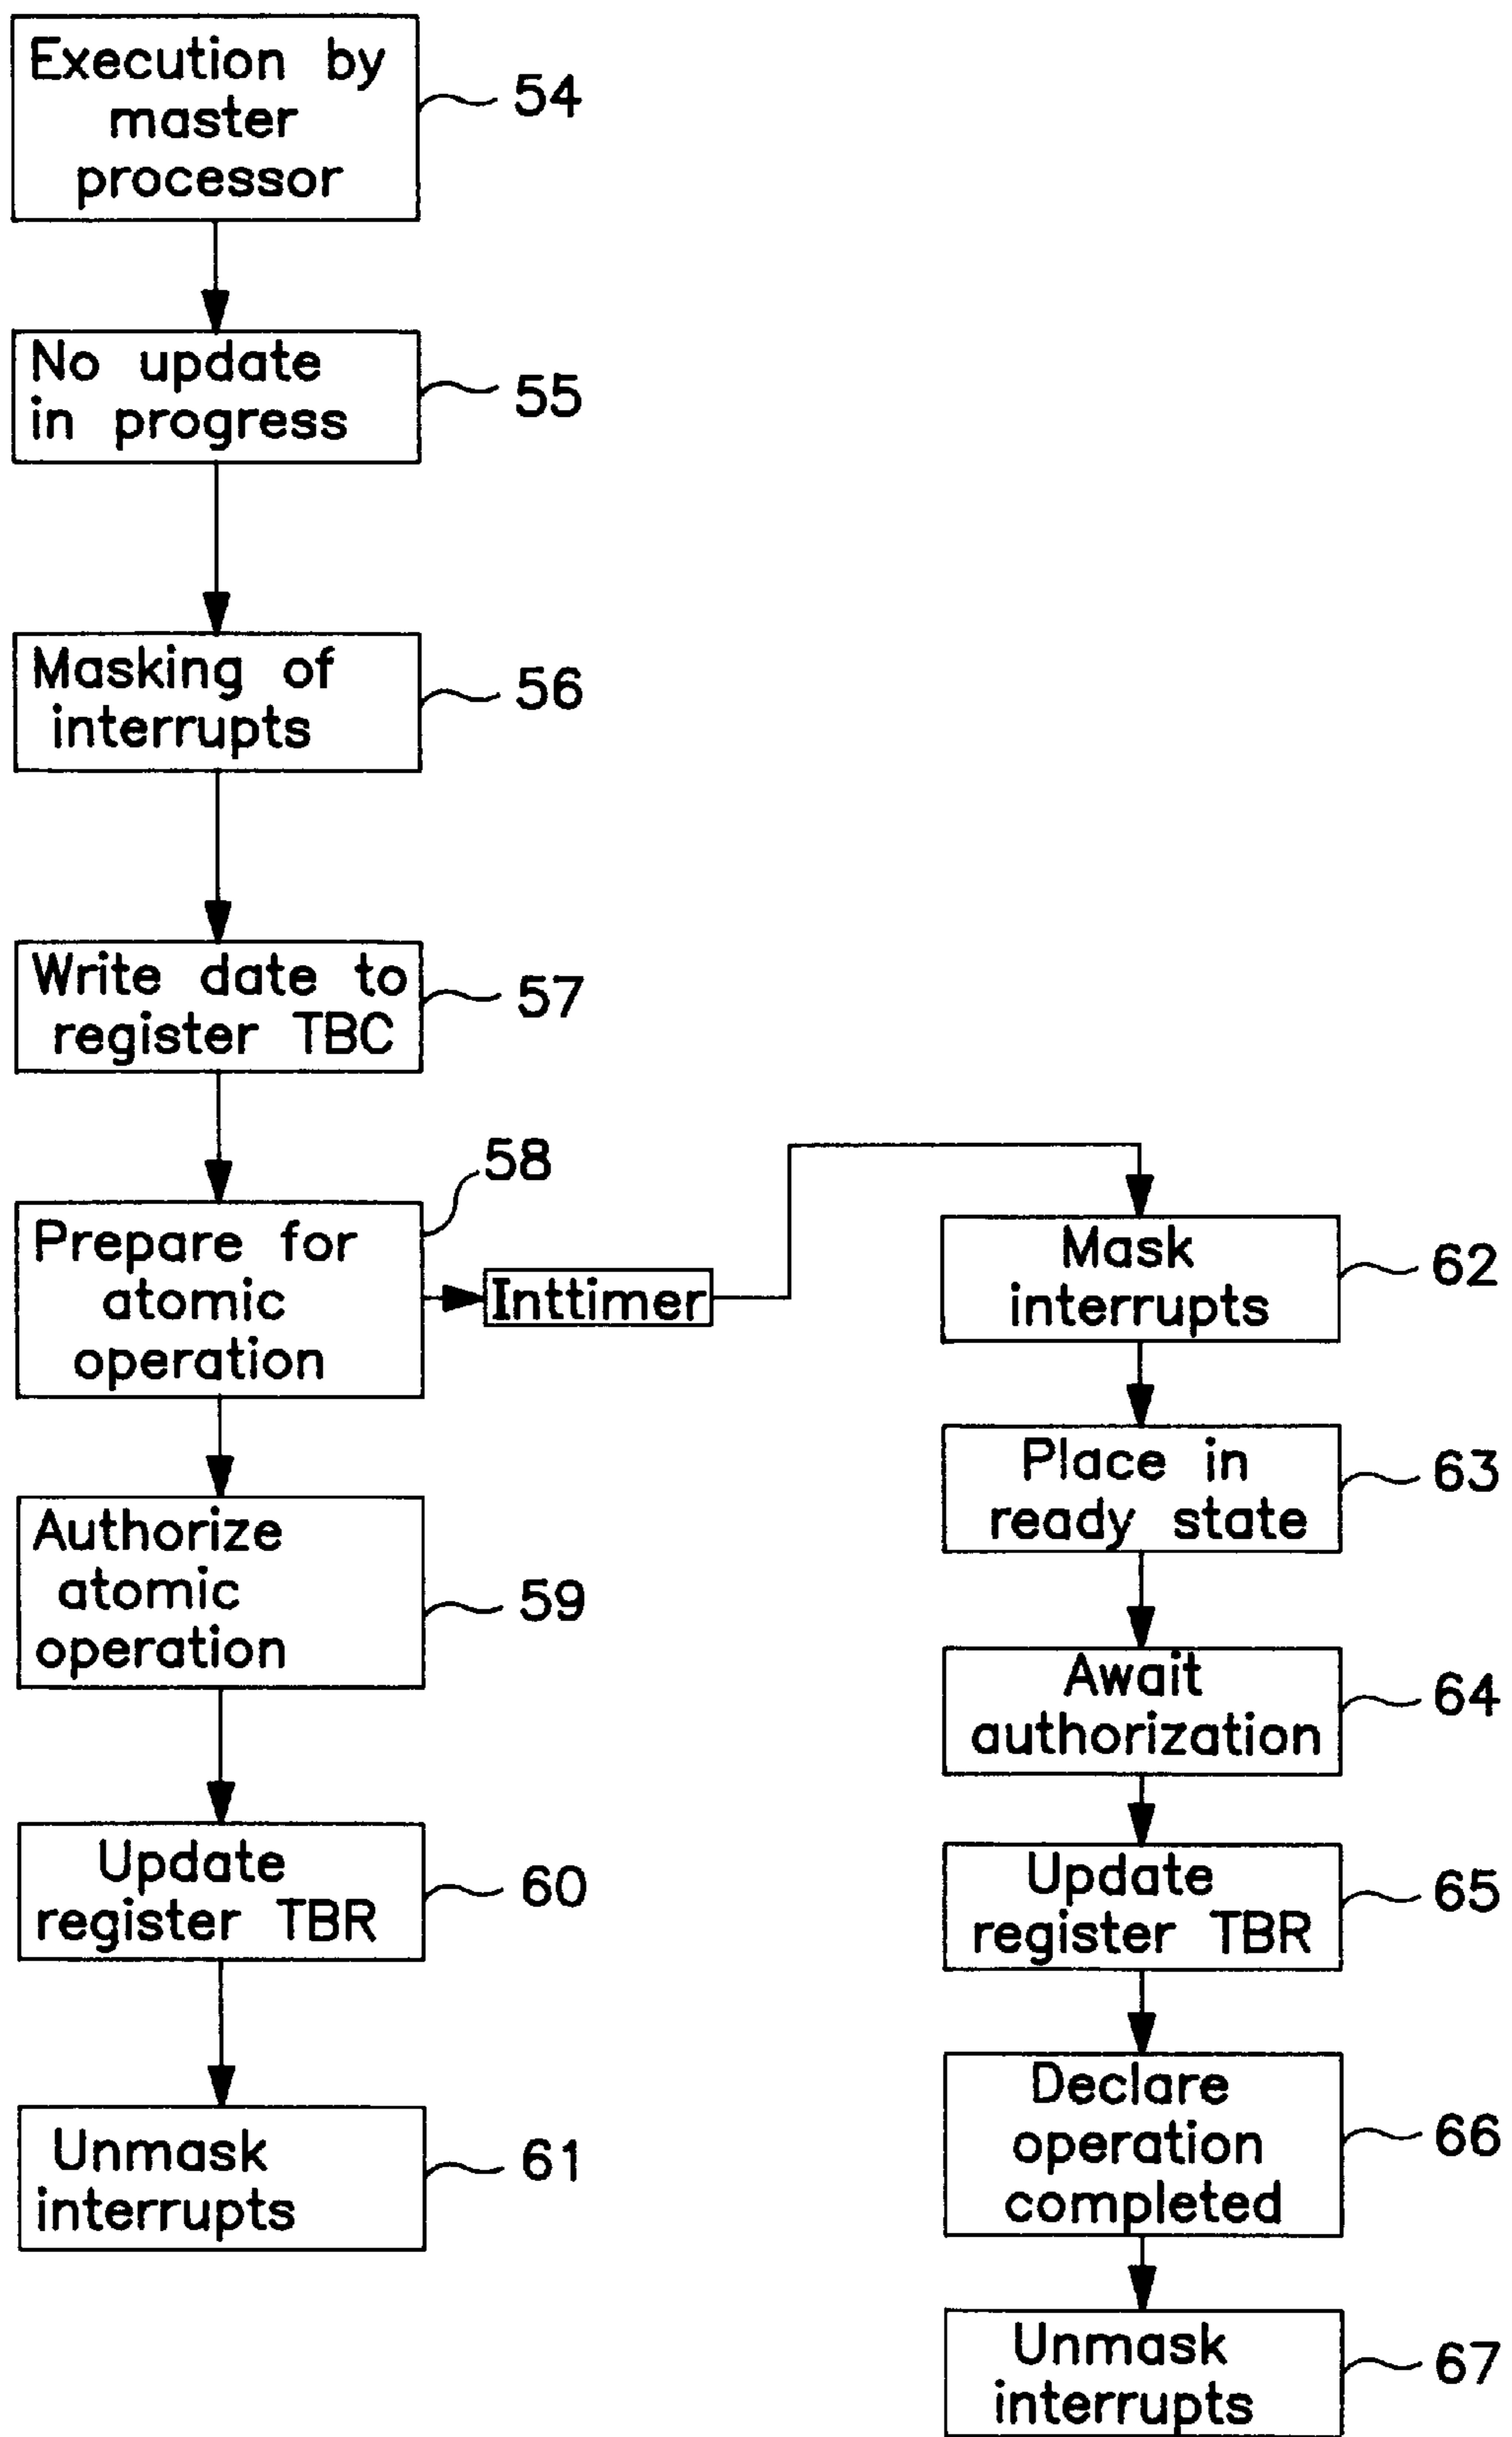 Execution by
master
processor
54
No update
in progress
55
Masking of
interrupts
56
Write date to
register TBC
57
Prepare for
atomic
operation
58
Inttimer
Authorize
atomic
operation
59
Update
register TBR
60
Unmask
interrupts
61
Mask
interrupts
62
Place in
ready state
63
Await
authorization
64
Update
register TBR
65
Declare
operation
completed
66
Unmask
interrupts
67